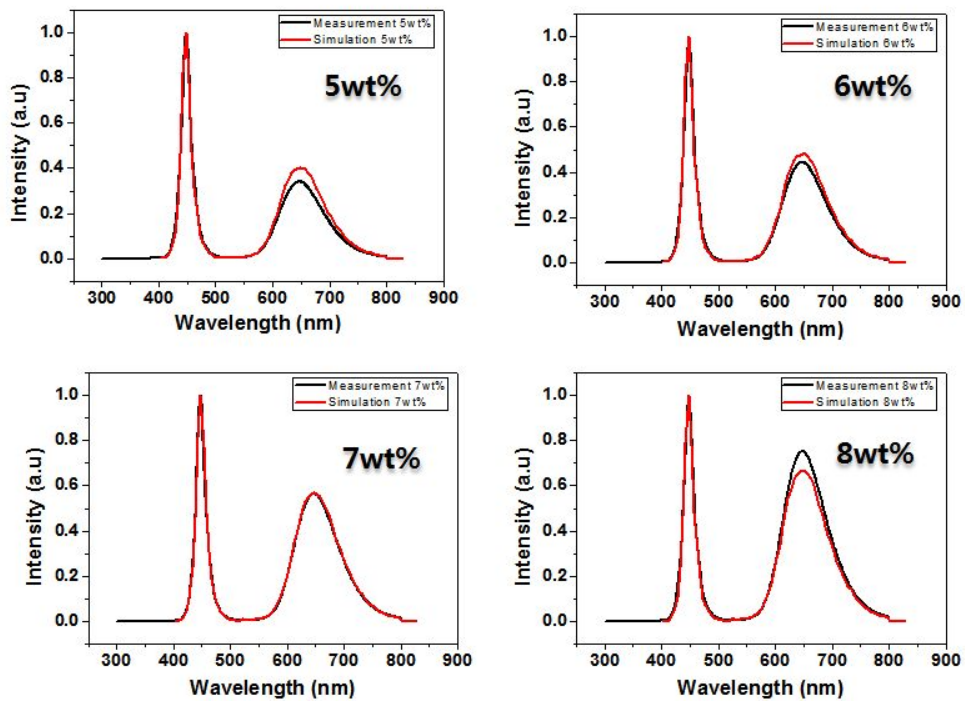 Measurement 5wt%
Simulation 5wt%
5wt%
Intensity (a.u)
1.0
0.8
0.6
0.4
0.2
0.0
300 400 500 600 700 800 900
Wavelength (nm)
Measurement 6wt%
Simulation 6wt%
6wt%
Intensity (a.u)
1.0
0.8
0.6
0.4
0.2
0.0
300 400 500 600 700 800 900
Wavelength (nm)
Measurement 7wt%
Simulation 7wt%
7wt%
Intensity (a.u)
1.0
0.8
0.6
0.4
0.2
0.0
300 400 500 600 700 800 900
Wavelength (nm)
Measurement 8wt%
Simulation 8wt%
8wt%
Intensity (a.u)
1.0
0.8
0.6
0.4
0.2
0.0
300 400 500 600 700 800 900
Wavelength (nm)